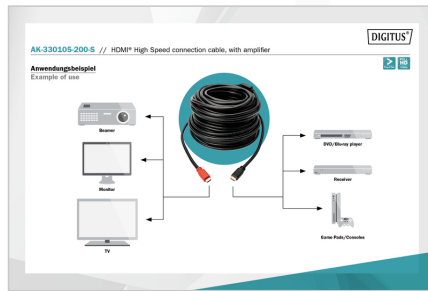 DIGITUS®
AK-330105-200-S // HDMI® High Speed connection cable, with amplifier
Anwendungsbeispiel
Example of use
Beamer
Monitor
TV
DVD/Blu-ray player
Receiver
Game Pads/Consoles